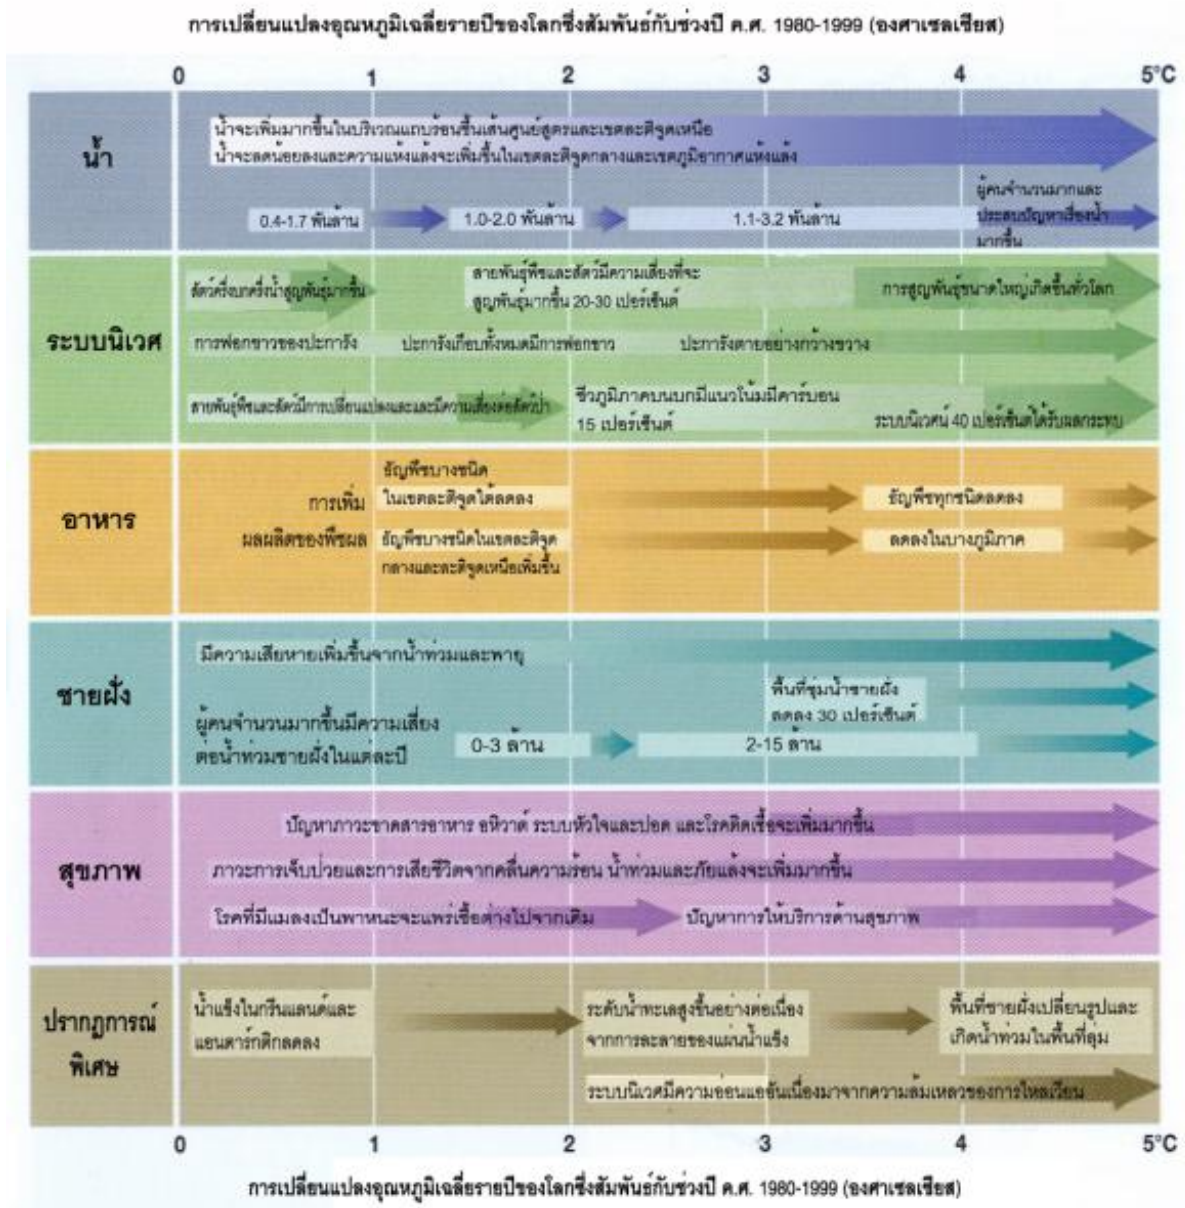 การเปลี่ยนแปลงอุณหภูมิเฉลี่ยรายปีของโลกซึ่งสัมพันธ์กับช่วงปี ค.ศ. 1980-1999 (องศาเซลเซียส)
0 1 2 3 4 5°C
น้ำ
น้ำจะเพิ่มมากขึ้นในบริเวณแถบร้อนชื้นเส้นศูนย์สูตรและเขตละติจูดเหนือ
น้ำจะลดน้อยลงและความแห้งแล้งจะเพิ่มขึ้นในเขตละติจูดกลางและเขตภูมิอากาศแห้งแล้ง
0.4-1.7 พันล้าน
1.0-2.0 พันล้าน
1.1-3.2 พันล้าน
ผู้คนจำนวนมากและ
ประสบปัญหาเรื่องน้ำ
มากขึ้น
ระบบนิเวศ
สัตว์ครึ่งบกครึ่งน้ำสูญพันธุ์มากขึ้น
สายพันธุ์พืชและสัตว์มีความเสี่ยงที่จะ
สูญพันธุ์มากขึ้น 20-30 เปอร์เซ็นต์
การสูญพันธุ์ขนาดใหญ่เกิดขึ้นทั่วโลก
การฟอกขาวของปะการัง
ปะการังเกือบทั้งหมดมีการฟอกขาว
ปะการังตายอย่างกว้างขวาง
สายพันธุ์พืชและสัตว์มีการเปลี่ยนแปลงและและมีความเสี่ยงต่อสัตว์ป่า
ชีวภูมิภาคบนบกมีแนวโน้มมีคาร์บอน
15 เปอร์เซ็นต์
ระบบนิเวศน์ 40 เปอร์เซ็นต์ได้รับผลกระทบ
อาหาร
การเพิ่ม
ผลผลิตของพืชผล
ธัญพืชบางชนิด
ในเขตละติจูดใต้ลดลง
ธัญพืชบางชนิดในเขตละติจูด
กลางและละติจูดเหนือเพิ่มขึ้น
ธัญพืชทุกชนิดลดลง
ลดลงในบางภูมิภาค
ชายฝั่ง
มีความเสียหายเพิ่มขึ้นจากน้ำท่วมและพายุ
พื้นที่ชุ่มน้ำชายฝั่ง
ลดลง 30 เปอร์เซ็นต์
ผู้คนจำนวนมากขึ้นมีความเสี่ยง
ต่อน้ำท่วมชายฝั่งในแต่ละปี
0-3 ล้าน
2-15 ล้าน
สุขภาพ
ปัญหาภาวะขาดสารอาหาร อหิวาต์ ระบบหัวใจและปอด และโรคติดเชื้อจะเพิ่มมากขึ้น
ภาวะการเจ็บป่วยและการเสียชีวิตจากคลื่นความร้อน น้ำท่วมและภัยแล้งจะเพิ่มมากขึ้น
โรคที่มีแมลงเป็นพาหนะจะแพร่เชื้อต่างไปจากเดิม
ปัญหาการให้บริการด้านสุขภาพ
ปรากฏการณ์
พิเศษ
น้ำแข็งในกรีนแลนด์และ
แอนตาร์กติกลดลง
ระดับน้ำทะเลสูงขึ้นอย่างต่อเนื่อง
จากการละลายของแผ่นน้ำแข็ง
พื้นที่ชายฝั่งเปลี่ยนรูปและ
เกิดน้ำท่วมในพื้นที่ลุ่ม
ระบบนิเวศมีความอ่อนแออันเนื่องมาจากความล้มเหลวของการไหลเวียน
0 1 2 3 4 5°C
การเปลี่ยนแปลงอุณหภูมิเฉลี่ยรายปีของโลกซึ่งสัมพันธ์กับช่วงปี ค.ศ. 1980-1999 (องศาเซลเซียส)